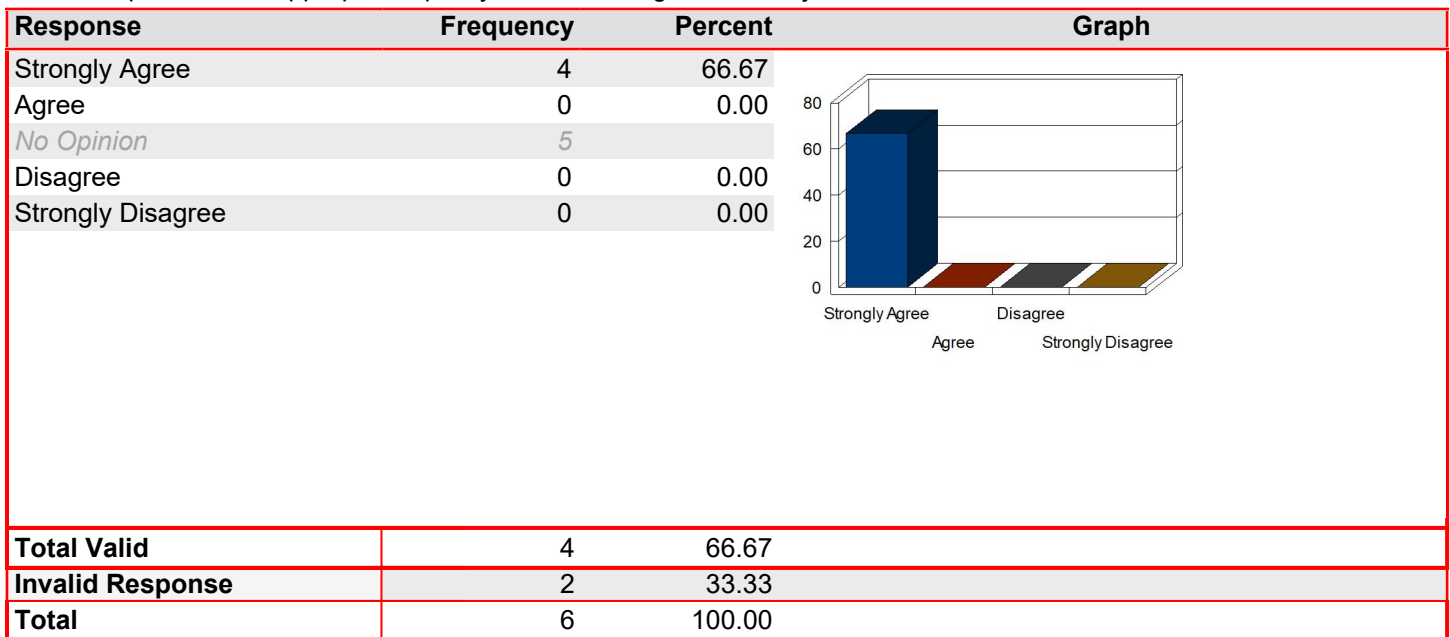 Response Frequency Percent Graph
Strongly Agree 4 66.67
Agree 0 0.00
No Opinion 5
Disagree 0 0.00
Strongly Disagree 0 0.00
80
60
40
20
0
Strongly Agree Disagree
Agree Strongly Disagree
Total Valid 4 66.67
Invalid Response 2 33.33
Total 6 100.00